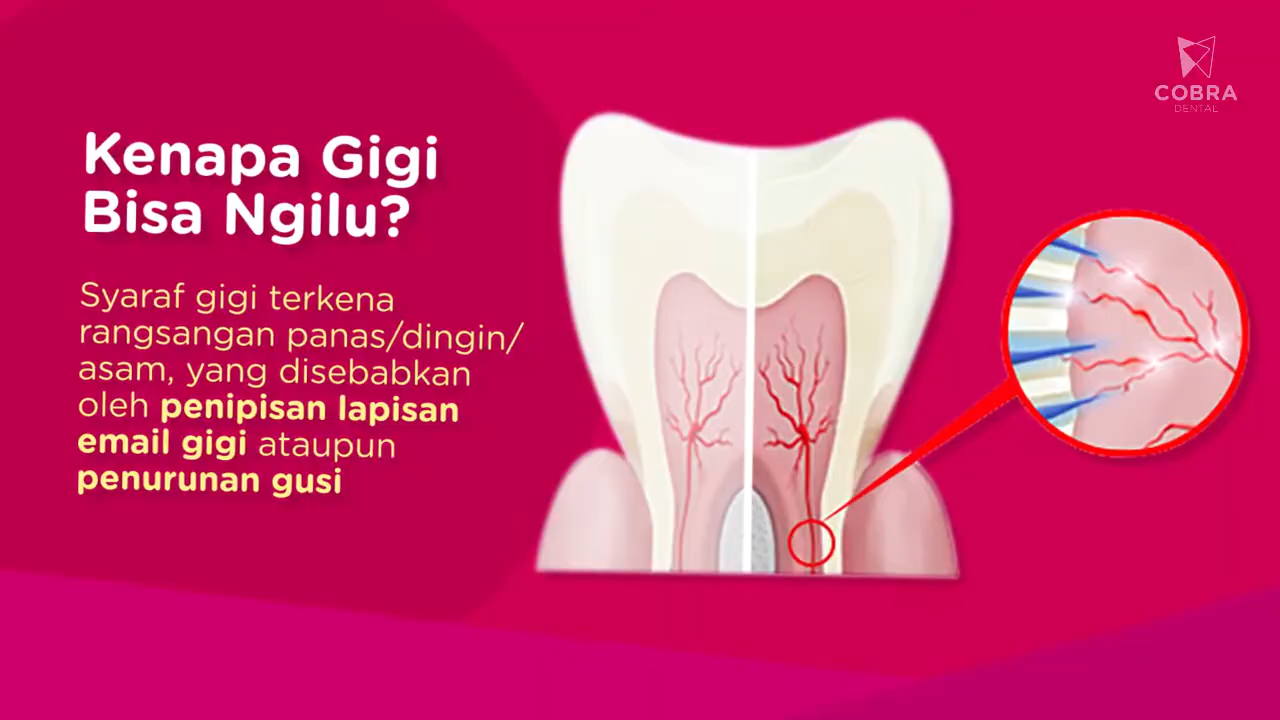 COBRA
DENTAL
Kenapa Gigi
Bisa Ngilu?
Syaraf gigi terkena
rangsangan panas/dingin/
asam, yang disebabkan
oleh penipisan lapisan
email gigi ataupun
penurunan gusi